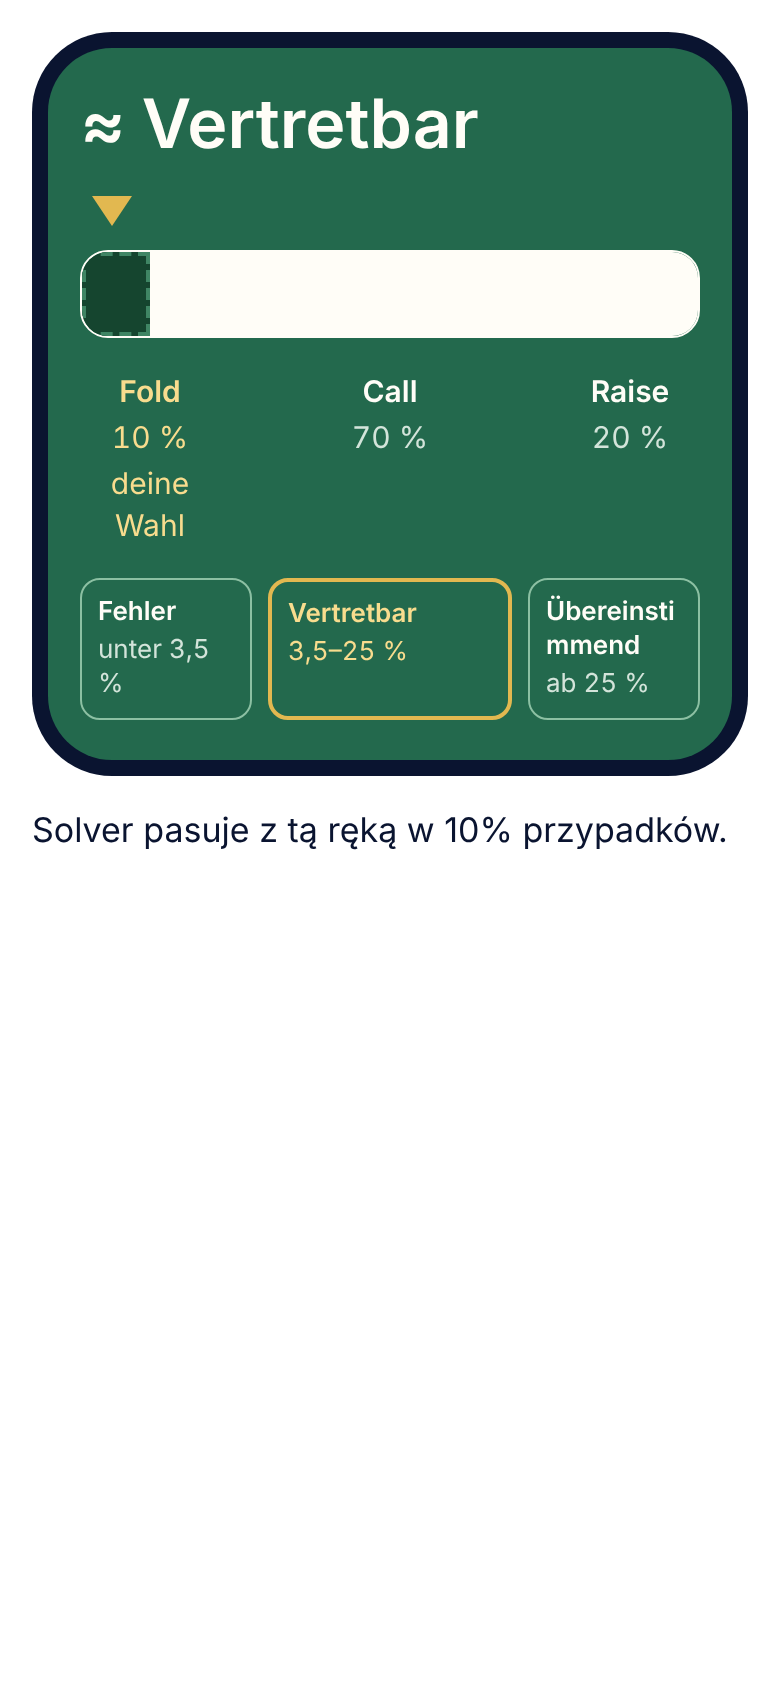 ≈ Vertretbar
Fold
10 %
deine
Wahl
Call
70 %
Raise
20 %
Fehler
unter 3,5
%
Vertretbar
3,5–25 %
Übereinsti
mmend
ab 25 %
Solver pasuje z tą ręką w 10% przypadków.